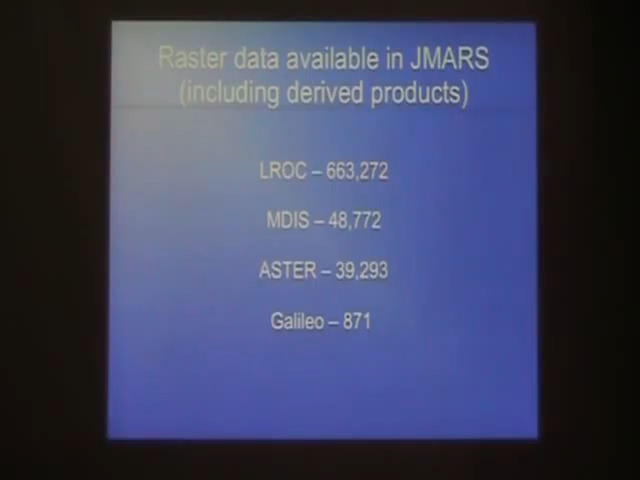 Raster data available in JMARS
(including derived products)
LROC – 663,272
MDIS – 48,772
ASTER – 39,293
Galileo – 871